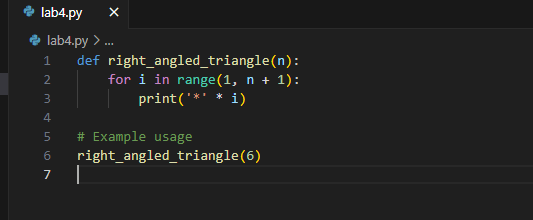 lab4.py
lab4.py > ...
1 def right_angled_triangle(n):
2     for i in range(1, n + 1):
3         print('*' * i)
4
5 # Example usage
6 right_angled_triangle(6)
7